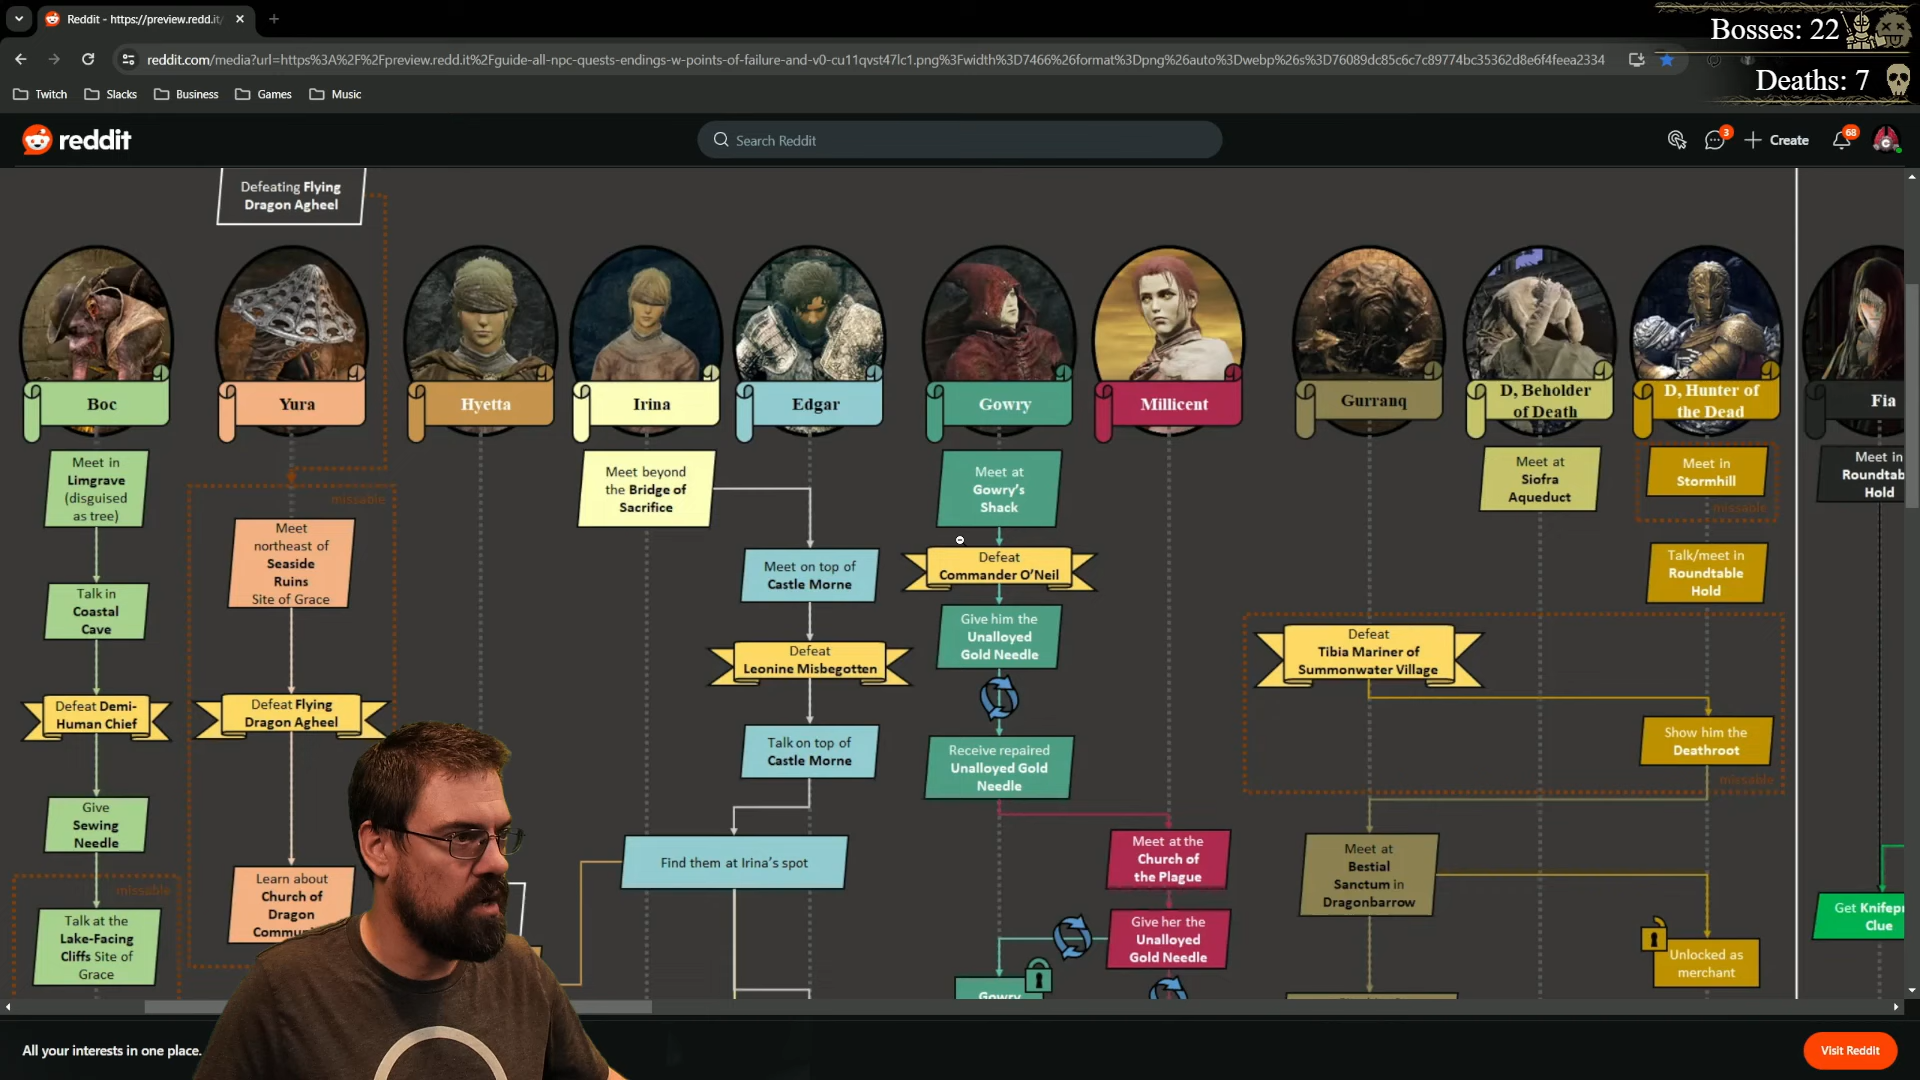 Reddit - https://preview.redd.it/
Bosses: 22
reddit.com/media?url=https%3A%2F%2Fpreview.redd.it%2Fguide-all-npc-quests-endings-w-points-of-failure-and-v0-cu11qvst47lc1.png%3Fwidth%3D7466%26format%3Dpng%26auto%3Dwebp%26s%3D76089dc85c6c7c89774bc35362d8e6f4feea2334
Deaths: 7
Twitch
Slacks
Business
Games
Music
reddit
Search Reddit
3
Create
68
Defeating Flying
Dragon Agheel
Boc
Yura
Hyetta
Irina
Edgar
Gowry
Millicent
Gurranq
D, Beholder
of Death
D, Hunter of
the Dead
Fia
Meet in
Limgrave
(disguised
as tree)
Talk in
Coastal
Cave
Defeat Demi-
Human Chief
Give
Sewing
Needle
missable
Talk at the
Lake-Facing
Cliffs Site of
Grace
missable
Meet
northeast of
Seaside
Ruins
Site of Grace
Defeat Flying
Dragon Agheel
Learn about
Church of
Dragon
Commu
Meet beyond
the Bridge of
Sacrifice
Meet on top of
Castle Morne
Defeat
Leonine Misbegotten
Talk on top of
Castle Morne
Find them at Irina's spot
Meet at
Gowry's
Shack
Defeat
Commander O'Neil
Give him the
Unalloyed
Gold Needle
Receive repaired
Unalloyed Gold
Needle
Meet at the
Church of
the Plague
Give her the
Unalloyed
Gold Needle
Gowry
Defeat
Tibia Mariner of
Summonwater Village
Meet at
Bestial
Sanctum in
Dragonbarrow
Meet at
Siofra
Aqueduct
Meet in
Stormhill
missable
Talk/meet in
Roundtable
Hold
Show him the
Deathroot
missable
Unlocked as
merchant
Meet in
Roundtab
Hold
Get Knifepr
Clue
All your interests in one place.
Visit Reddit